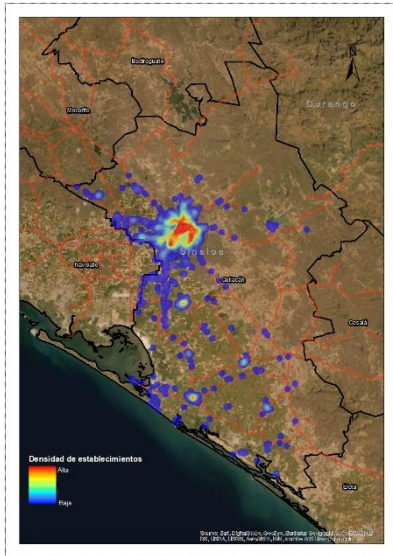 Badiraguato
Mocorito
Durango
Sinaloa
Navolato
Culiacán
Cosalá
Densidad de establecimientos
Alta
Baja
Elota